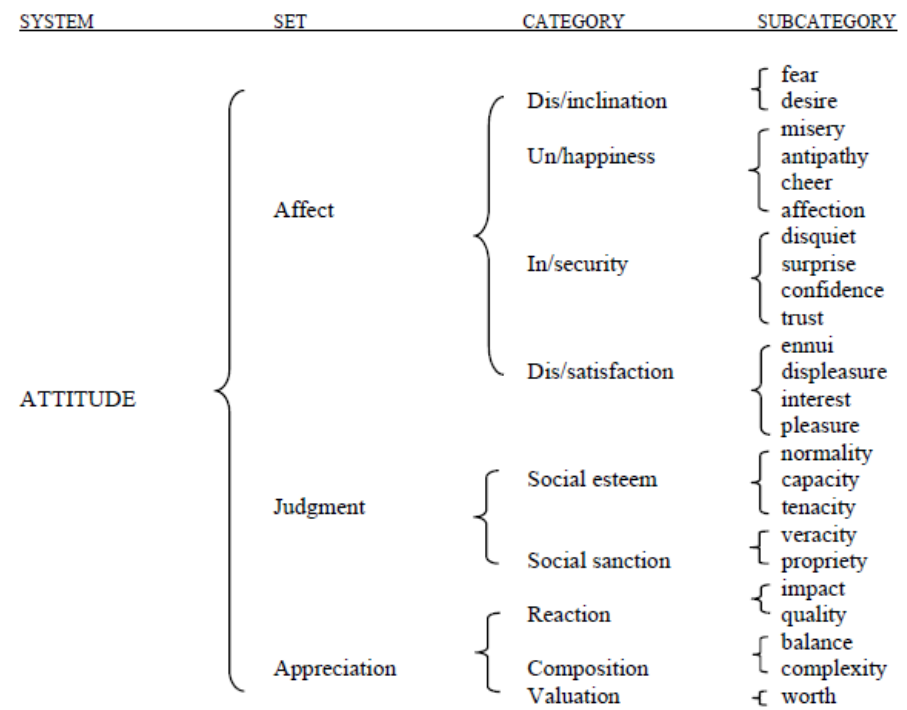 SYSTEM SET CATEGORY SUBCATEGORY
fear
Dis/inclination
desire
misery
Un/happiness antipathy
cheer
Affect affection
disquiet
In/security surprise
confidence
trust
ennui
Dis/satisfaction displeasure
ATTITUDE interest
pleasure
normality
Social esteem capacity
Judgment tenacity
veracity
Social sanction propriety
impact
Reaction quality
balance
Appreciation Composition complexity
Valuation worth